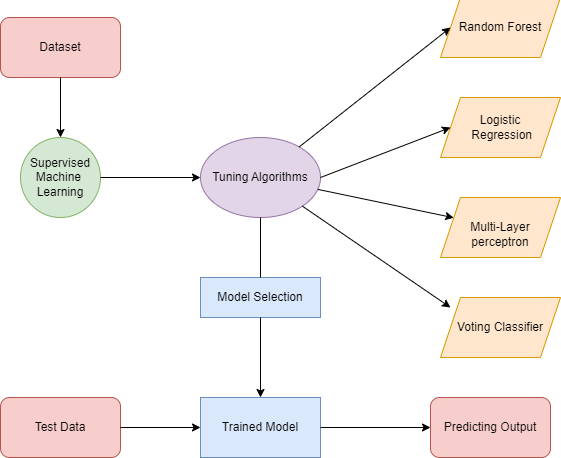 Random Forest
Dataset
Logistic
Regression
Supervised
Machine
Learning
Tuning Algorithms
Multi-Layer
perceptron
Model Selection
Voting Classifier
Test Data
Trained Model
Predicting Output